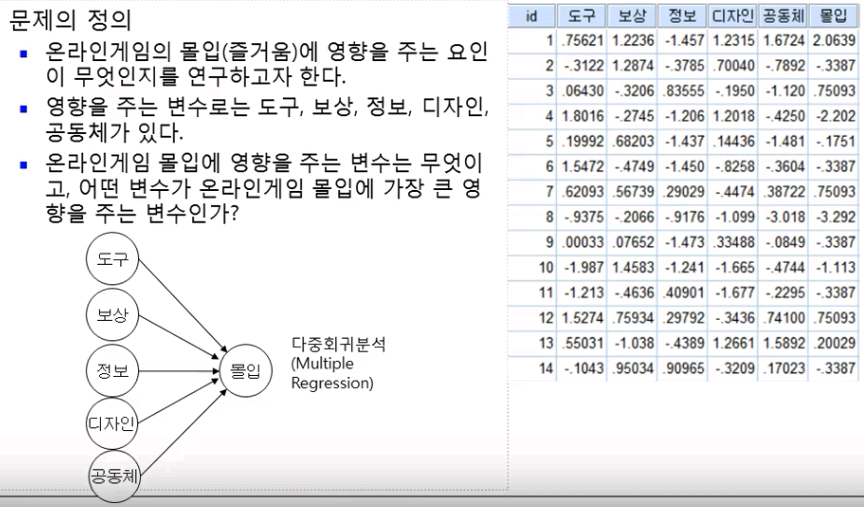 문제의 정의
온라인게임의 몰입(즐거움)에 영향을 주는 요인
이 무엇인지를 연구하고자 한다.
영향을 주는 변수로는 도구, 보상, 정보, 디자인,
공동체가 있다.
온라인게임 몰입에 영향을 주는 변수는 무엇이
고, 어떤 변수가 온라인게임 몰입에 가장 큰 영
향을 주는 변수인가?
도구
보상
정보
디자인
공동체
몰입
다중회귀분석
(Multiple
Regression)
id 도구 보상 정보 디자인 공동체 몰입
1 .75621 1.2236 -1.457 1.2315 1.6724 2.0639
2 -.3122 1.2874 -.3785 .70040 -.7892 -.3387
3 .06430 -.3206 .83555 -.1950 -1.120 .75093
4 1.8016 -.2745 -1.206 1.2018 -.4250 -2.202
5 .19992 .68203 -1.437 .14436 -1.481 -.1751
6 1.5472 -.4749 -1.450 -.8258 -.3604 -.3387
7 .62093 .56739 .29029 -.4474 .38722 .75093
8 -.9375 -.2066 -.9176 -1.099 -3.018 -3.292
9 .00033 .07652 -1.473 .33488 -.0849 -.3387
10 -1.987 1.4583 -1.241 -1.665 -.4744 -1.113
11 -1.213 -.4636 .40901 -1.677 -.2295 -.3387
12 1.5274 .75934 .29792 -.3436 .74100 .75093
13 .55031 -1.038 -.4389 1.2661 1.5892 .20029
14 -.1043 .95034 .90965 -.3209 .17023 -.3387